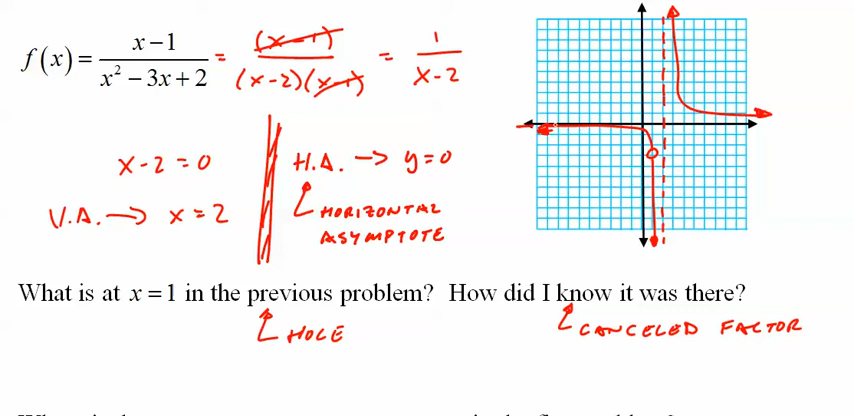 f(x) = x−1 / x² − 3x + 2 = (x−1) / (x−2)(x−1) = 1 / x−2
x−2 = 0
V.A. → x = 2
H.A. → y = 0
HORIZONTAL
ASYMPTOTE
What is at x = 1 in the previous problem? How did I know it was there?
HOLE
CANCELED FACTOR